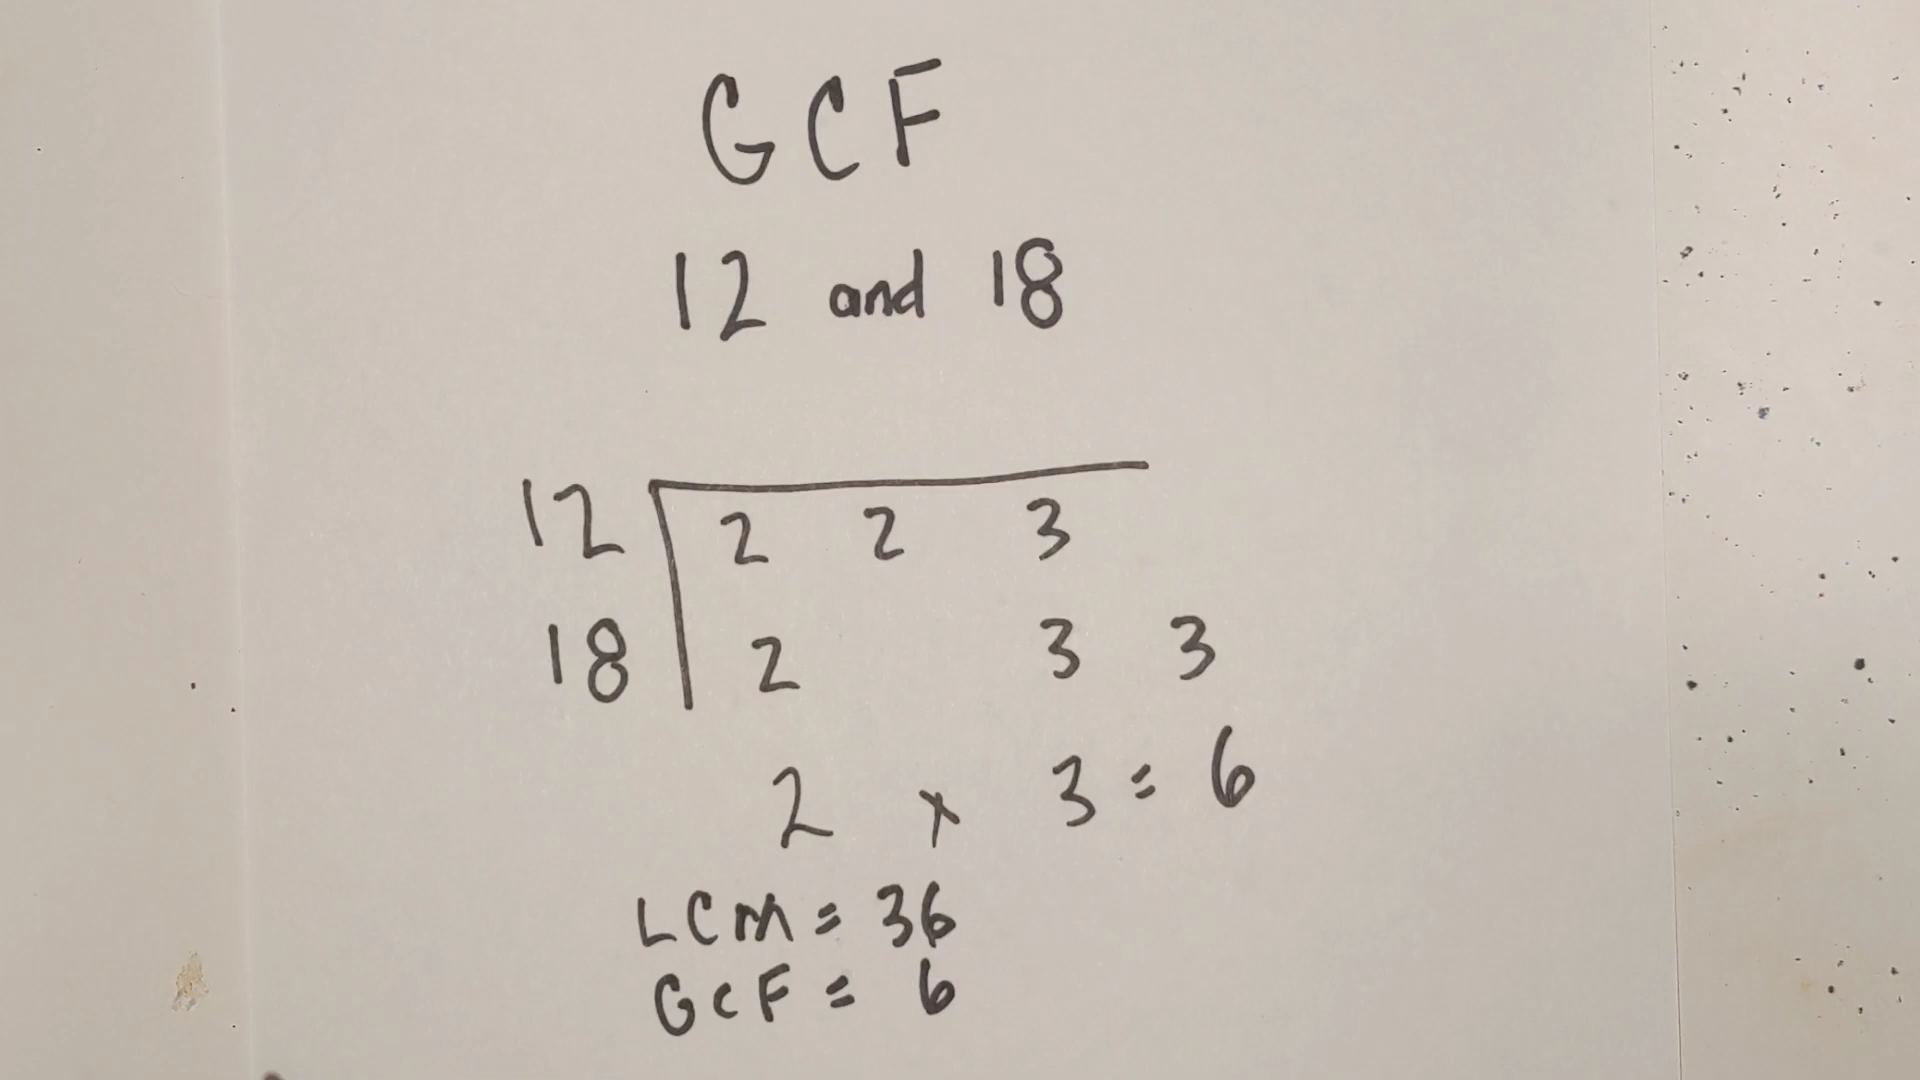 GCF
12 and 18
12 2 2 3
18 2 3 3
2 x 3 = 6
LCM = 36
GCF = 6